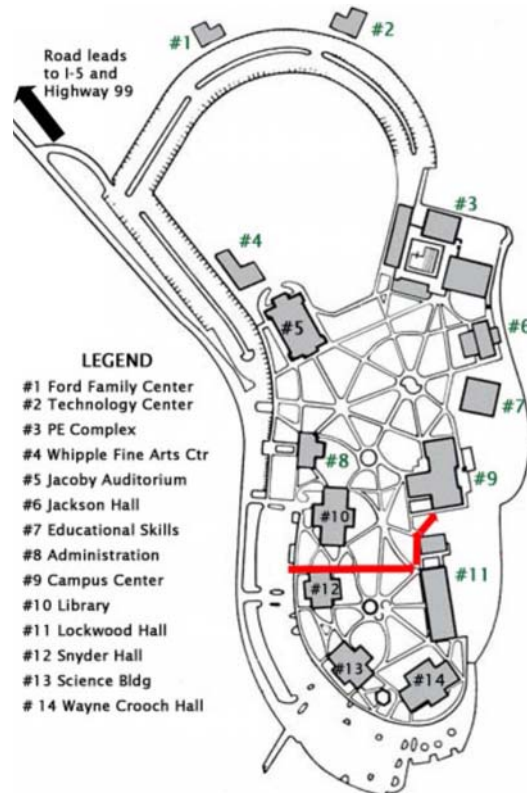 #1
#2
Road leads
to I-5 and
Highway 99
#3
#4
#5
#6
LEGEND
#1 Ford Family Center
#2 Technology Center
#3 PE Complex
#4 Whipple Fine Arts Ctr
#5 Jacoby Auditorium
#6 Jackson Hall
#7 Educational Skills
#8 Administration
#9 Campus Center
#10 Library
#11 Lockwood Hall
#12 Snyder Hall
#13 Science Bldg
# 14 Wayne Crooch Hall
#7
#8
#9
#10
#11
#12
#13
#14